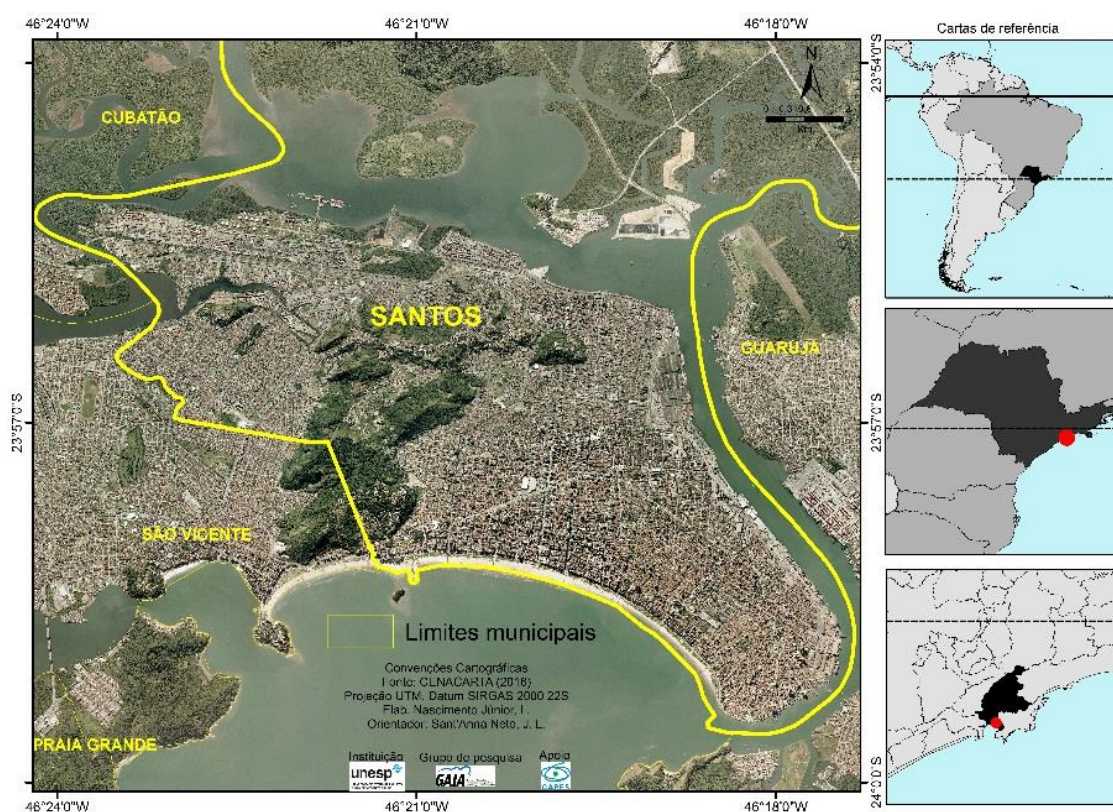 46°24'0"W
46°21'0"W
46°18'0"W
Cartas de referência
23°54'0"S
N
Km
CUBATÃO
SANTOS
GUARUJÁ
23°57'0"S
23°57'0"S
SÃO VICENTE
Limites municipais
Convenções Cartográficas
Fonte: CENACARTA (2016)
Projeção UTM. Datum SIRGAS 2000 22S
Elab. Nascimento Júnior, L.
Orientador: Sant'Anna Neto, J. L.
PRAIA GRANDE
Instituição
Grupo de pesquisa
Apoio
unesp
GAIA
CAPES
24°0'0"S
46°24'0"W
46°21'0"W
46°18'0"W